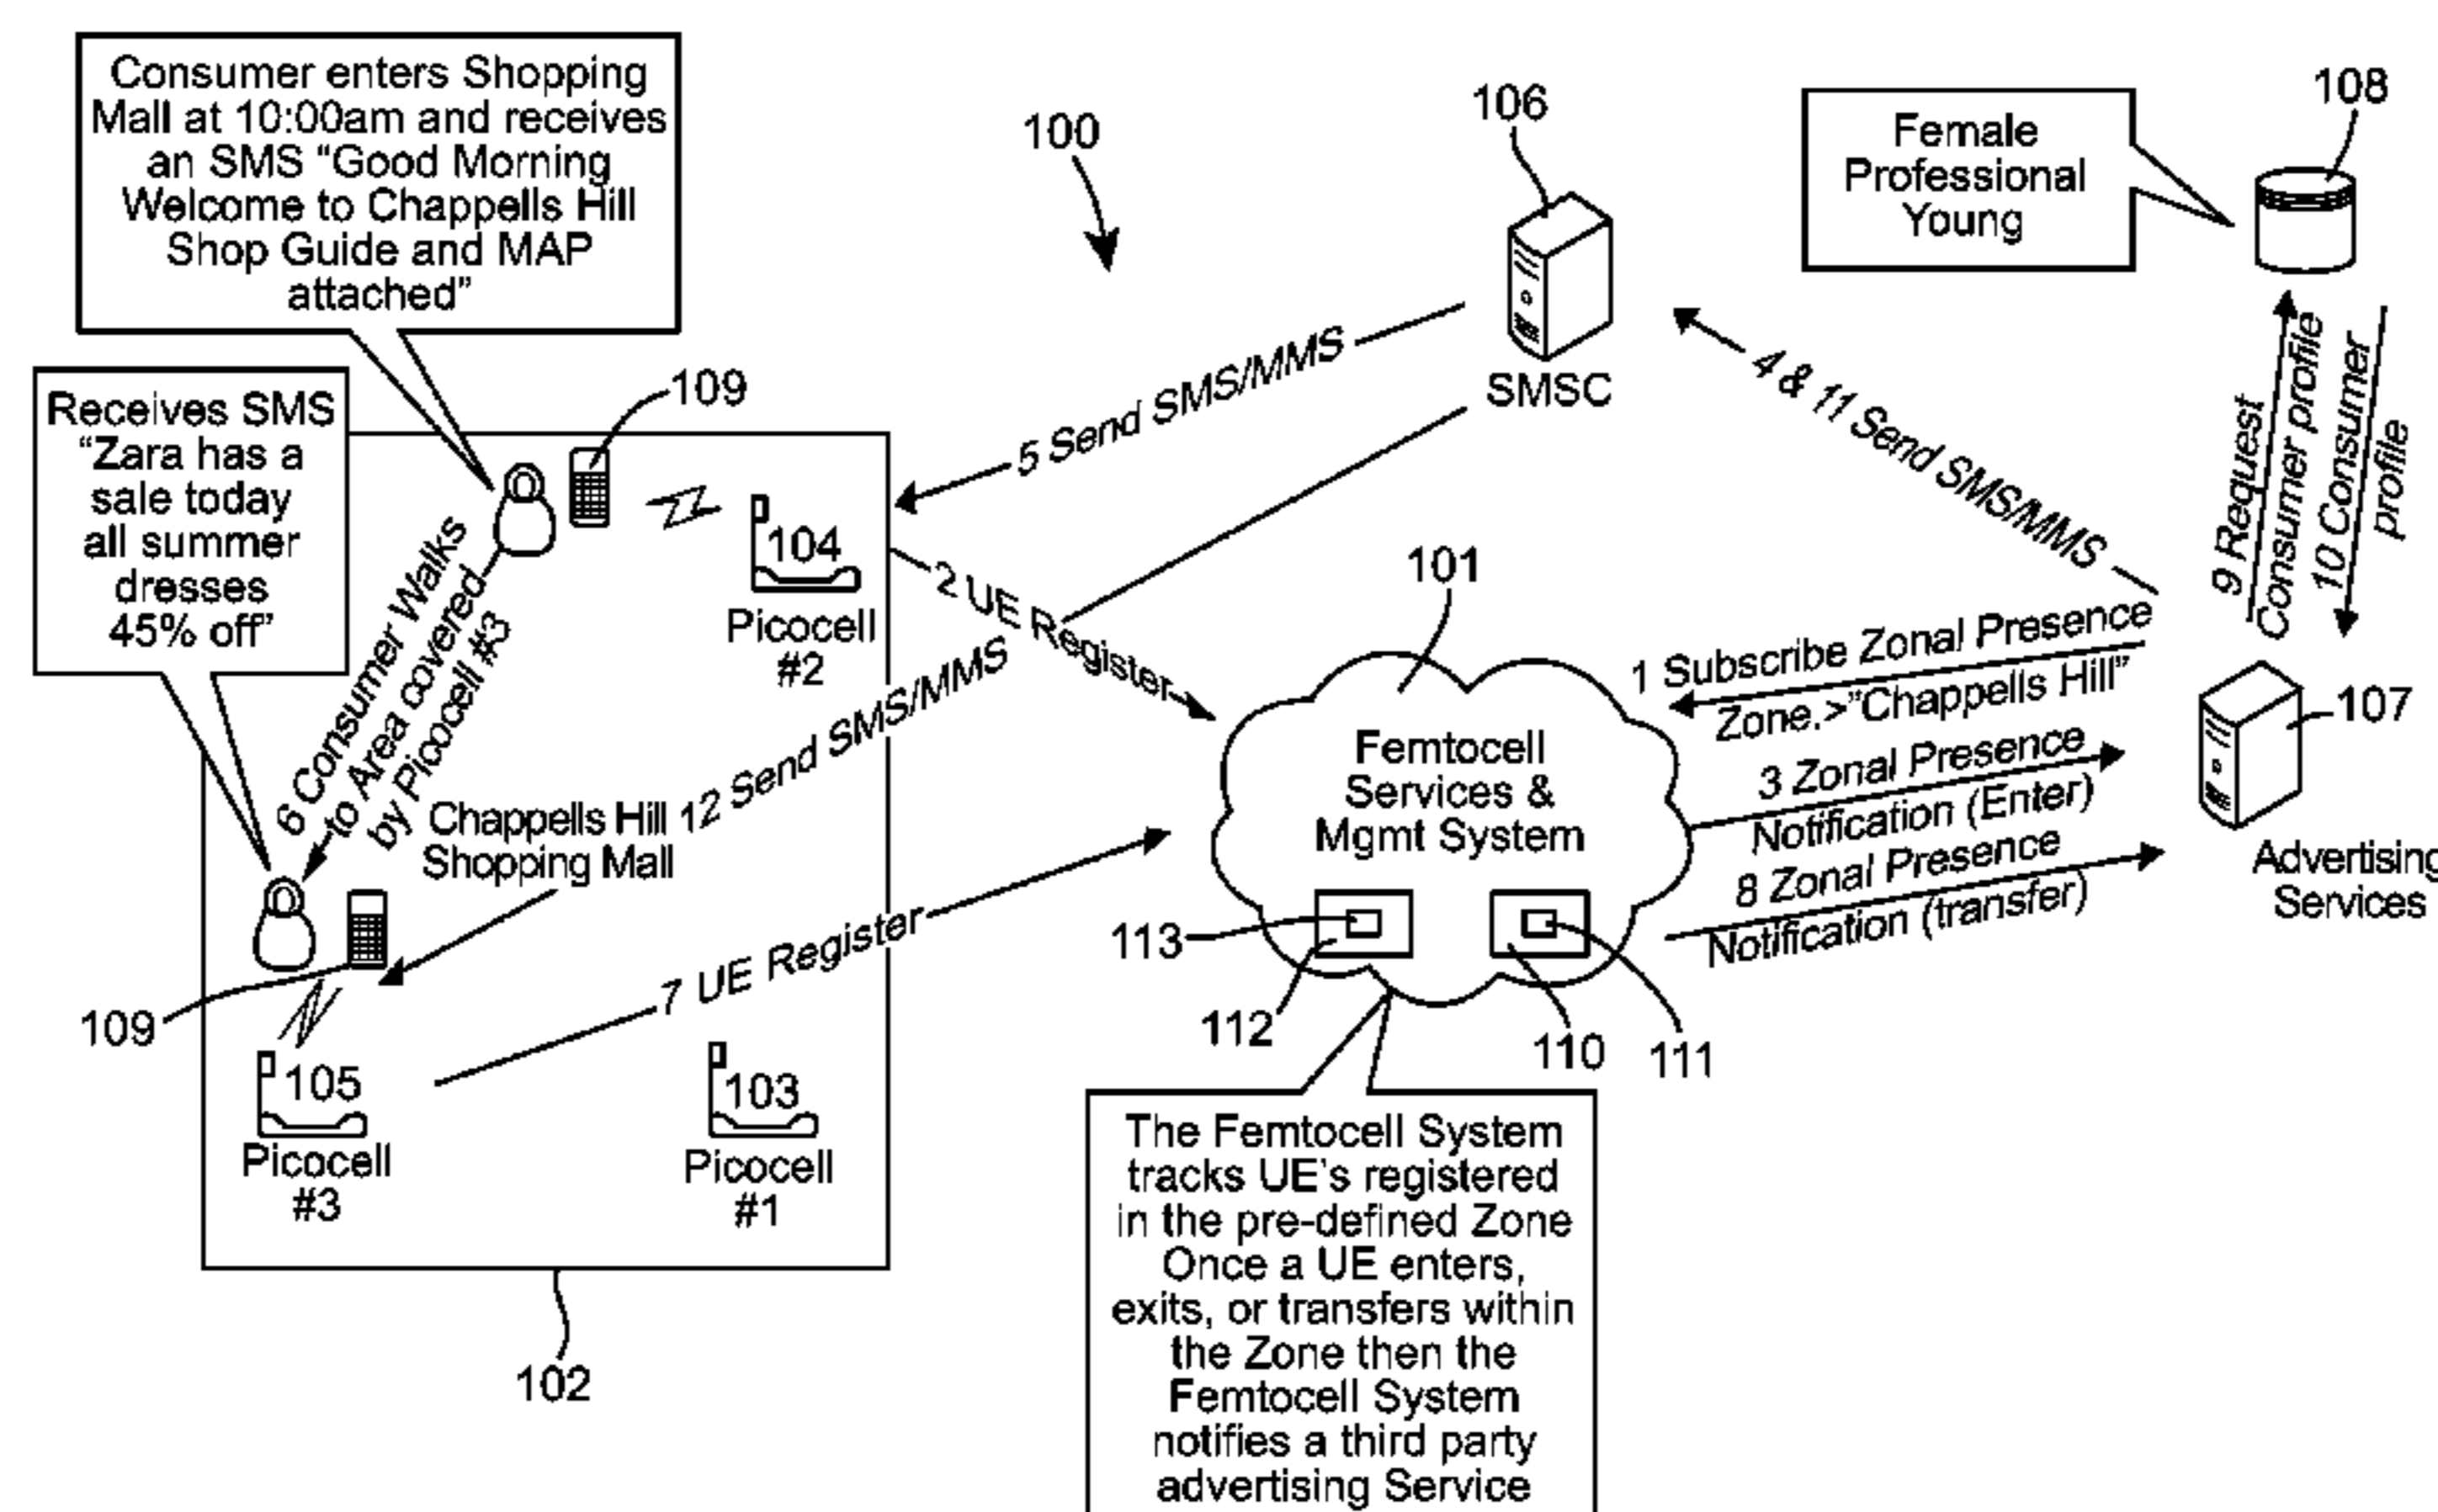 Consumer enters Shopping
Mall at 10:00am and receives
an SMS “Good Morning
Welcome to Chappells Hill
Shop Guide and MAP
attached”
Receives SMS
“Zara has a
sale today
all summer
dresses
45% off”
109
100
106
SMSC
Female
Professional
Young
108
5 Send SMS/MMS
4 & 11 Send SMS/MMS
9 Request
Consumer profile
10 Consumer
profile
104
Picocell
#2
2 UE Register
6 Consumer Walks
to Area covered
by Picocell #3
Chappells Hill
Shopping Mall
12 Send SMS/MMS
101
Femtocell
Services &
Mgmt System
1 Subscribe Zonal Presence
Zone.>”Chappells Hill”
3 Zonal Presence
Notification (Enter)
8 Zonal Presence
Notification (transfer)
107
Advertising
Services
7 UE Register
113
112
110
111
109
105
Picocell
#3
103
Picocell
#1
102
The Femtocell System
tracks UE’s registered
in the pre-defined Zone
Once a UE enters,
exits, or transfers within
the Zone then the
Femtocell System
notifies a third party
advertising Service